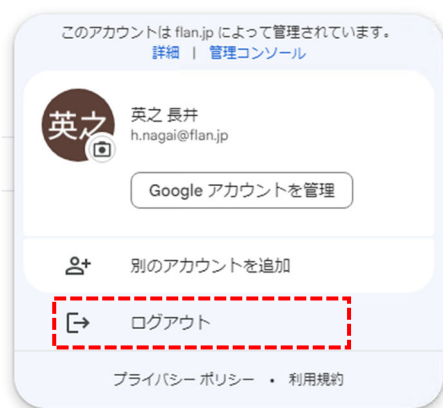 このアカウントは flan.jp によって管理されています。
詳細 | 管理コンソール
英之
英之 長井
h.nagai@flan.jp
Google アカウントを管理
別のアカウントを追加
ログアウト
プライバシー ポリシー • 利用規約